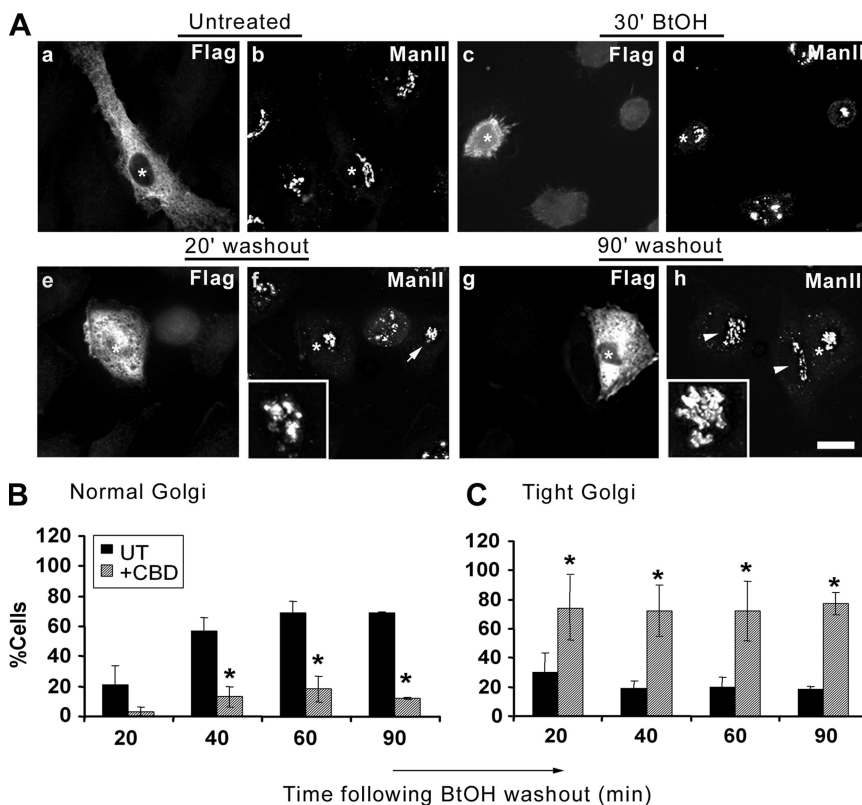 A
Untreated
30' BtOH
a Flag
b ManII
c Flag
d ManII
*
*
*
*
20' washout
90' washout
e Flag
f ManII
g Flag
h ManII
*
*
*
*
B Normal Golgi
120
100
80
60
40
20
0
%Cells
UT
+CBD
* * *
20 40 60 90
C Tight Golgi
120
100
80
60
40
20
0
* * * *
20 40 60 90
Time following BtOH washout (min)